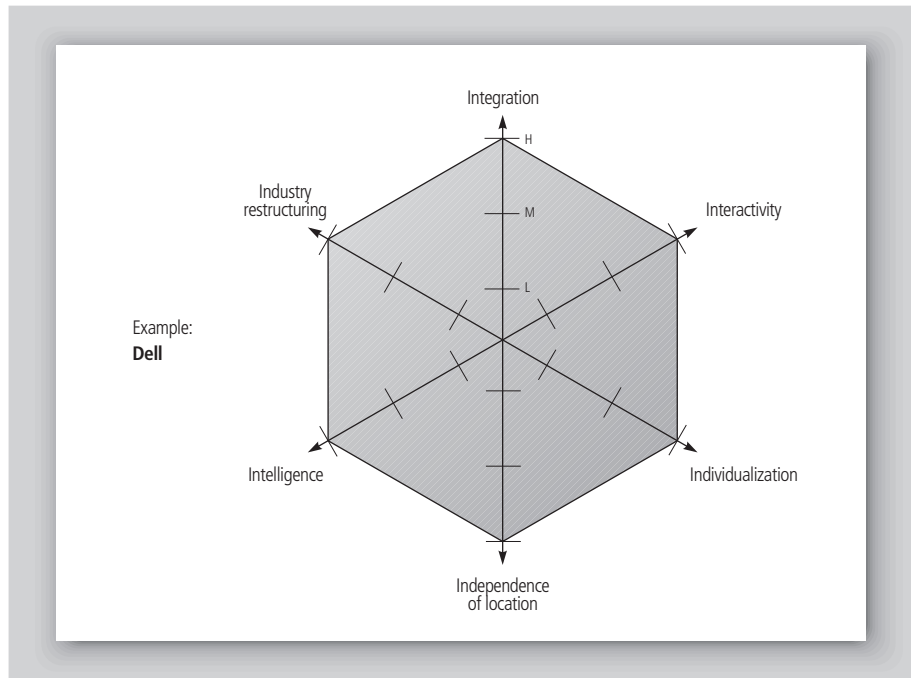 Integration
H
Industry
restructuring
Interactivity
M
L
Example:
Dell
Intelligence
Individualization
Independence
of location